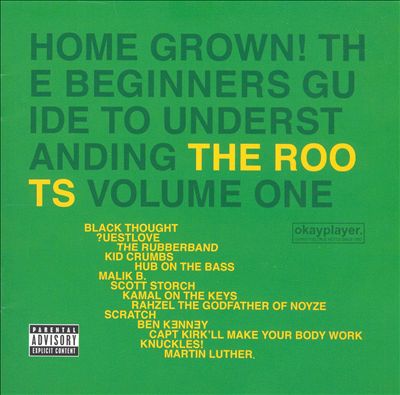 HOME GROWN! TH
E BEGINNERS GU
IDE TO UNDERST
ANDING THE ROO
TS VOLUME ONE
BLACK THOUGHT
?UESTLOVE
THE RUBBERBAND
KID CRUMBS
HUB ON THE BASS
MALIK B.
SCOTT STORCH
KAMAL ON THE KEYS
RAHZEL THE GODFATHER OF NOYZE
SCRATCH
BEN KƎNNƎY
CAPT KIRK'LL MAKE YOUR BODY WORK
KNUCKLES!
MARTIN LUTHER.
okayplayer.
PARENTAL
ADVISORY
EXPLICIT CONTENT